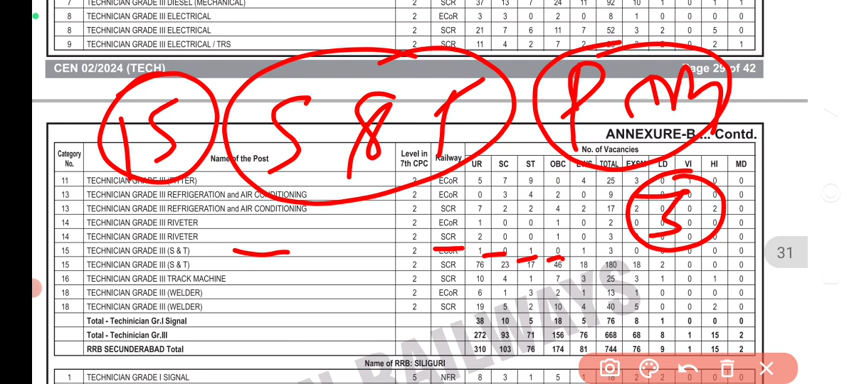 7 TECHNICIAN GRADE III DIESEL (MECHANICAL) 2 SCR 37 13 7 24 11 92 10 1 0 1 1
8 TECHNICIAN GRADE III ELECTRICAL 2 ECoR 3 3 0 2 0 8 1 0 0 0 0
8 TECHNICIAN GRADE III ELECTRICAL 2 SCR 21 7 6 11 7 52 3 2 0 5 0
9 TECHNICIAN GRADE III ELECTRICAL / TRS 2 SCR 11 4 2 7 2 2 1
CEN 02/2024 (TECH) Page 29 of 42
15 S&T
ANNEXURE-B... Contd.
Category No. Name of the Post Level in 7th CPC Railway No. of Vacancies
UR SC ST OBC TOTAL EXSM LD VI HI MD
11 TECHNICIAN GRADE III 2 ECoR 5 7 9 0 4 25 3 0 1 0 0
13 TECHNICIAN GRADE III REFRIGERATION and AIR CONDITIONING 2 ECoR 0 3 4 2 0 9 0 0 0
13 TECHNICIAN GRADE III REFRIGERATION and AIR CONDITIONING 2 SCR 7 2 2 4 2 17 2 0 0 2 0
14 TECHNICIAN GRADE III RIVETER 2 ECoR 1 0 0 1 0 2 0 0 0
14 TECHNICIAN GRADE III RIVETER 2 SCR 2 0 0 1 0 3 0 0 0 0
15 TECHNICIAN GRADE III (S & T) 2 ECoR 1 0 1 0 1 3 0 0 0 0
15 TECHNICIAN GRADE III (S & T) 2 SCR 76 23 17 46 18 180 18 2 0 0 0
16 TECHNICIAN GRADE III TRACK MACHINE 2 SCR 10 4 1 7 3 25 3 1 0 1 0
18 TECHNICIAN GRADE III (WELDER) 2 ECoR 6 1 3 2 1 13 1 0 0 0 0
18 TECHNICIAN GRADE III (WELDER) 2 SCR 19 5 2 10 4 40 5 0 0 2 0
Total - Technician Gr.I Signal 38 10 5 18 5 76 8 1 0 0 0
Total - Technician Gr.III 272 93 71 156 76 668 68 8 1 15 2
RRB SECUNDERABAD Total 310 103 76 174 81 744 76 9 1 15 2
Name of RRB: SILIGURI
1 TECHNICIAN GRADE I SIGNAL 5 NFR 8 3 1 5 1 18 0 0
31
RAILWAYS